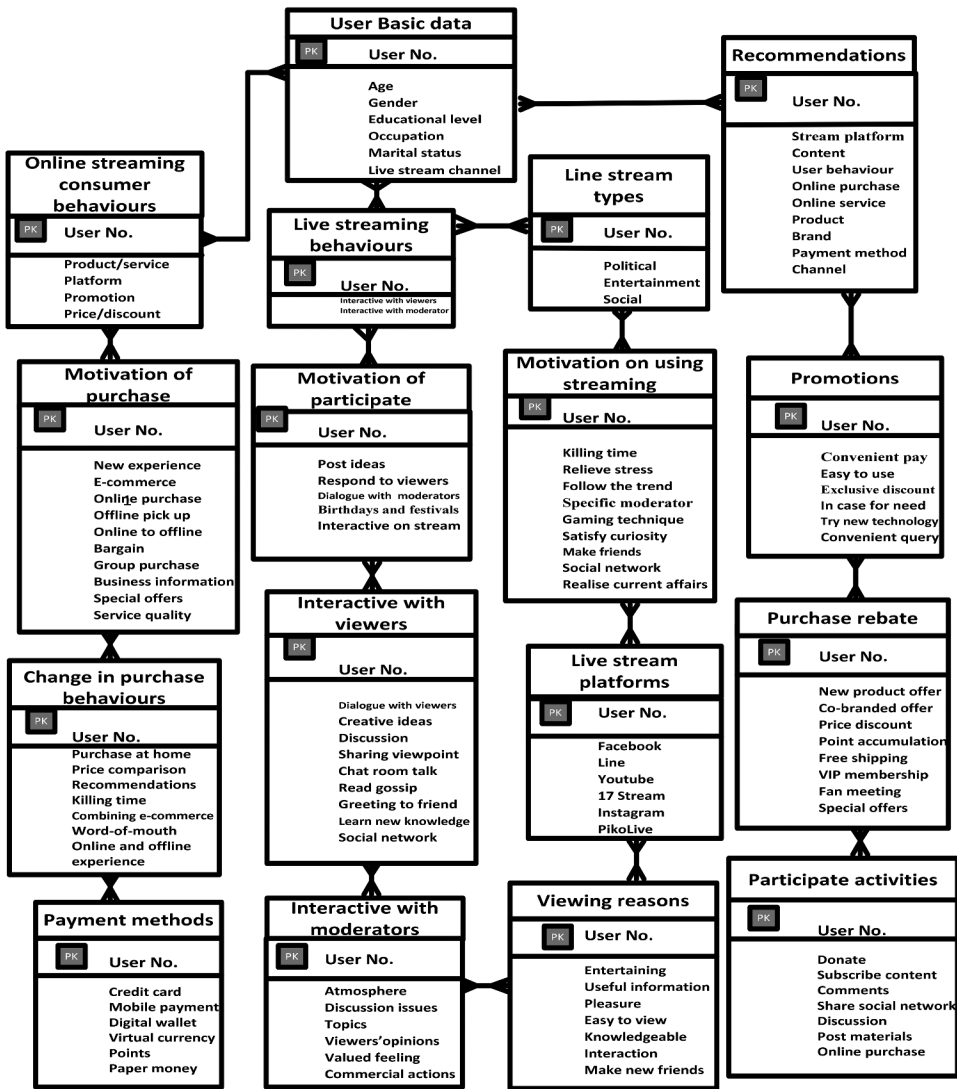 User Basic data
PK
User No.
Age
Gender
Educational level
Occupation
Marital status
Live stream channel
Recommendations
PK
User No.
Stream platform
Content
User behaviour
Online purchase
Online service
Product
Brand
Payment method
Channel
Online streaming
consumer
behaviours
PK
User No.
Product/service
Platform
Promotion
Price/discount
Live streaming
behaviours
PK
User No.
Interactive with viewers
Interactive with moderator
Line stream
types
PK
User No.
Political
Entertainment
Social
Motivation of
purchase
PK
User No.
New experience
E-commerce
Online purchase
Offline pick up
Online to offline
Bargain
Group purchase
Business information
Special offers
Service quality
Motivation of
participate
PK
User No.
Post ideas
Respond to viewers
Dialogue with moderators
Birthdays and festivals
Interactive on stream
Motivation on using
streaming
PK
User No.
Killing time
Relieve stress
Follow the trend
Specific moderator
Gaming technique
Satisfy curiosity
Make friends
Social network
Realise current affairs
Promotions
PK
User No.
Convenient pay
Easy to use
Exclusive discount
In case for need
Try new technology
Convenient query
Change in purchase
behaviours
PK
User No.
Purchase at home
Price comparison
Recommendations
Killing time
Combining e-commerce
Word-of-mouth
Online and offline
experience
Interactive with
viewers
PK
User No.
Dialogue with viewers
Creative ideas
Discussion
Sharing viewpoint
Chat room talk
Read gossip
Greeting to friend
Learn new knowledge
Social network
Live stream
platforms
PK
User No.
Facebook
Line
Youtube
17 Stream
Instagram
PikoLive
Purchase rebate
PK
User No.
New product offer
Co-branded offer
Price discount
Point accumulation
Free shipping
VIP membership
Fan meeting
Special offers
Payment methods
PK
User No.
Credit card
Mobile payment
Digital wallet
Virtual currency
Points
Paper money
Interactive with
moderators
PK
User No.
Atmosphere
Discussion issues
Topics
Viewers'opinions
Valued feeling
Commercial actions
Viewing reasons
PK
User No.
Entertaining
Useful information
Pleasure
Easy to view
Knowledgeable
Interaction
Make new friends
Participate activities
PK
User No.
Donate
Subscribe content
Comments
Share social network
Discussion
Post materials
Online purchase